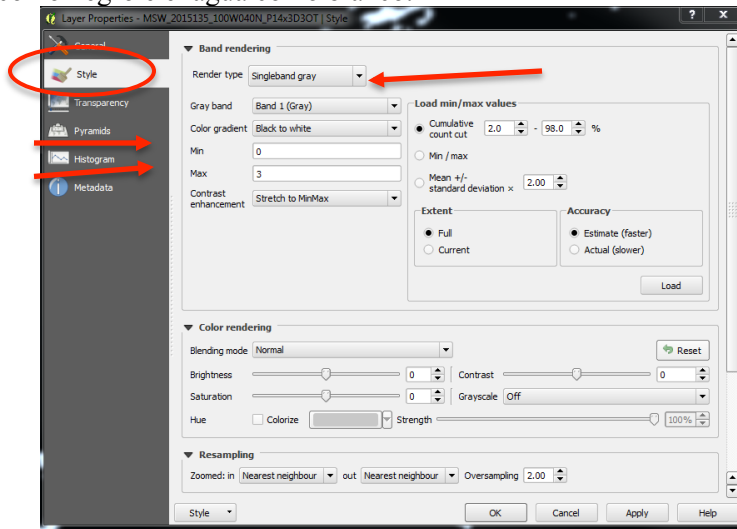 Layer Properties - MSW_2015135_100W040N_P14x3D3OT | Style
General
Style
Transparency
Pyramids
Histogram
Metadata
Band rendering
Render type Singleband gray
Gray band Band 1 (Gray)
Color gradient Black to white
Min 0
Max 3
Contrast
enhancement Stretch to MinMax
Load min/max values
Cumulative
count cut 2.0 - 98.0 %
Min / max
Mean +/-
standard deviation × 2.00
Extent
Full
Current
Accuracy
Estimate (faster)
Actual (slower)
Load
Color rendering
Blending mode Normal
Reset
Brightness 0 Contrast 0
Saturation 0 Grayscale Off
Hue Colorize Strength 100%
Resampling
Zoomed: in Nearest neighbour out Nearest neighbour Oversampling 2.00
Style OK Cancel Apply Help